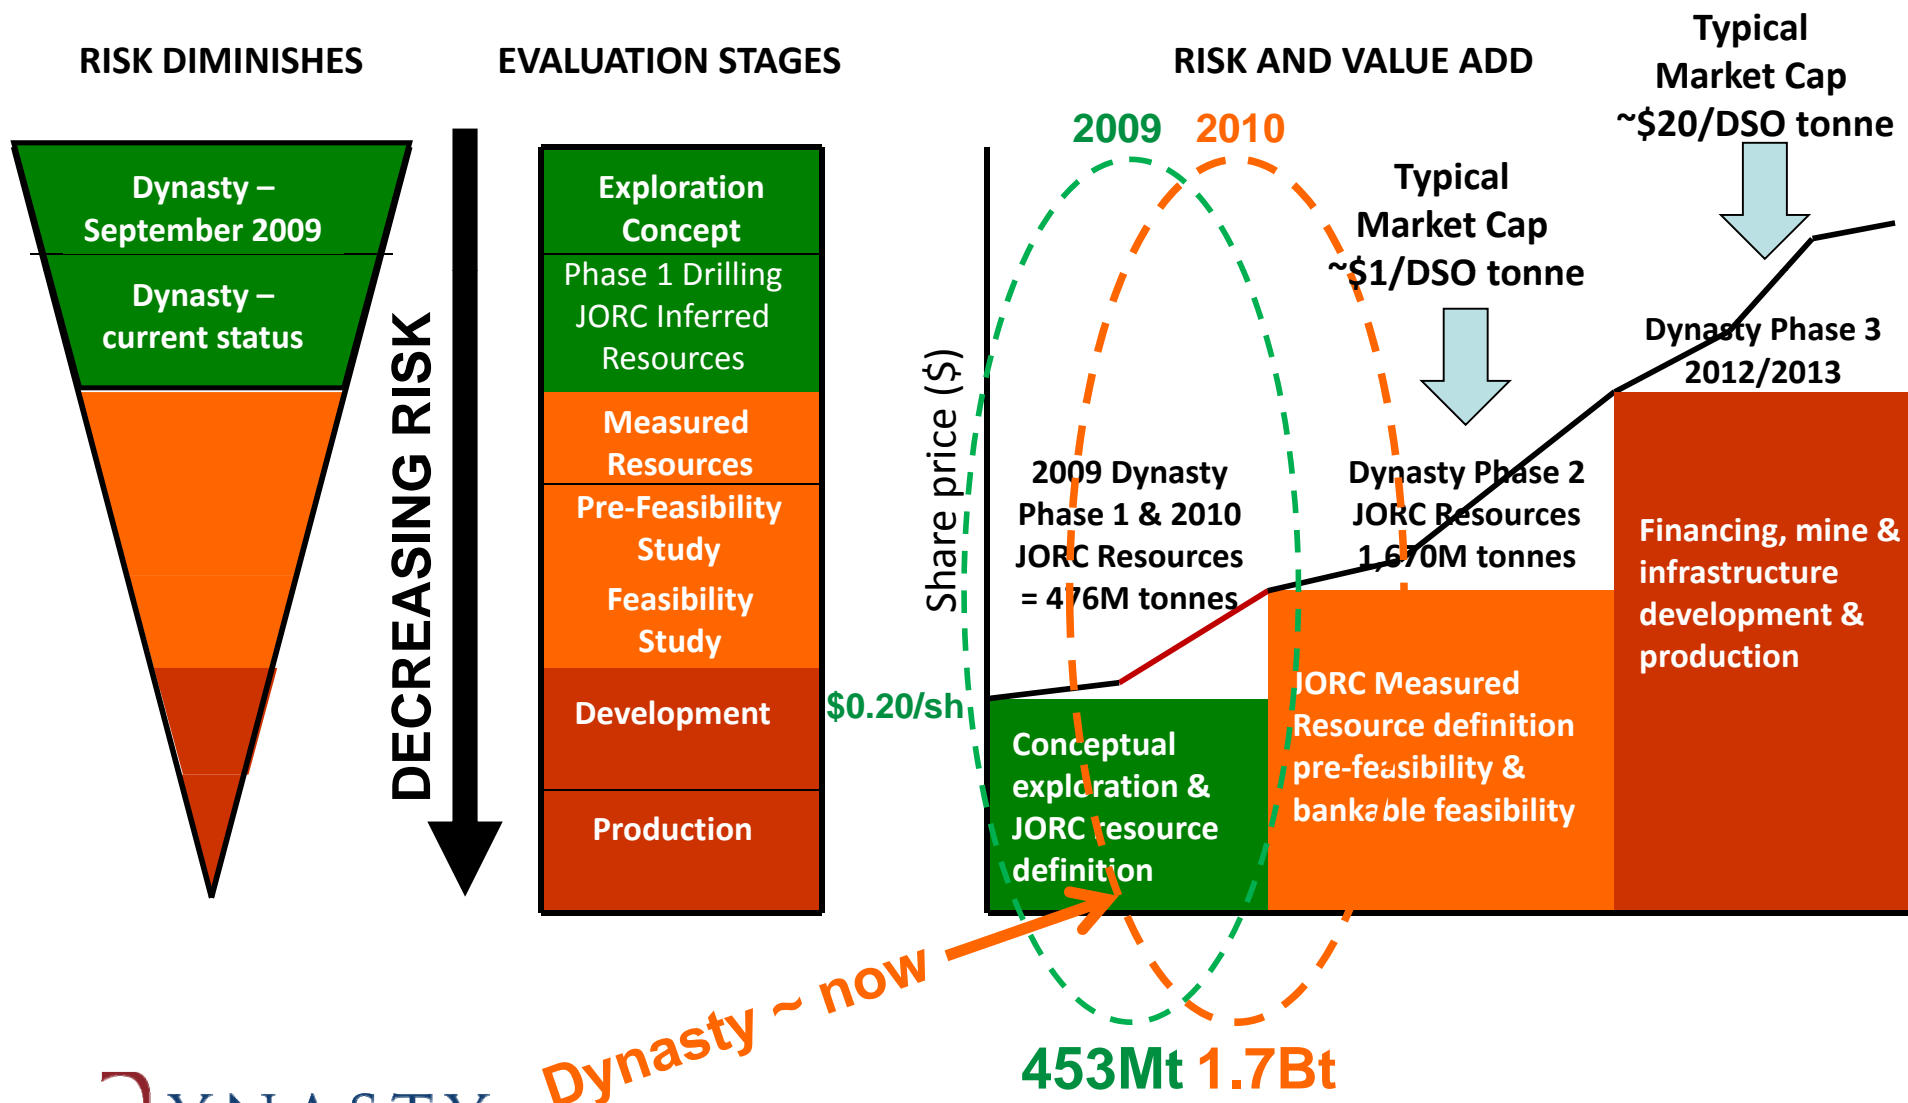 RISK DIMINISHES
Dynasty –
September 2009
Dynasty –
current status
DECREASING RISK
EVALUATION STAGES
Exploration
Concept
Phase 1 Drilling
JORC Inferred
Resources
Measured
Resources
Pre-Feasibility
Study
Feasibility
Study
Development
Production
RISK AND VALUE ADD
2009
2010
Typical
Market Cap
~$1/DSO tonne
Typical
Market Cap
~$20/DSO tonne
Share price ($)
$0.20/sh
2009 Dynasty
Phase 1 & 2010
JORC Resources
= 476M tonnes
Dynasty Phase 2
JORC Resources
1,670M tonnes
Dynasty Phase 3
2012/2013
Conceptual
exploration &
JORC resource
definition
JORC Measured
Resource definition
pre-feasibility &
bankable feasibility
Financing, mine &
infrastructure
development &
production
Dynasty ~ now
453Mt
1.7Bt
DYNASTY